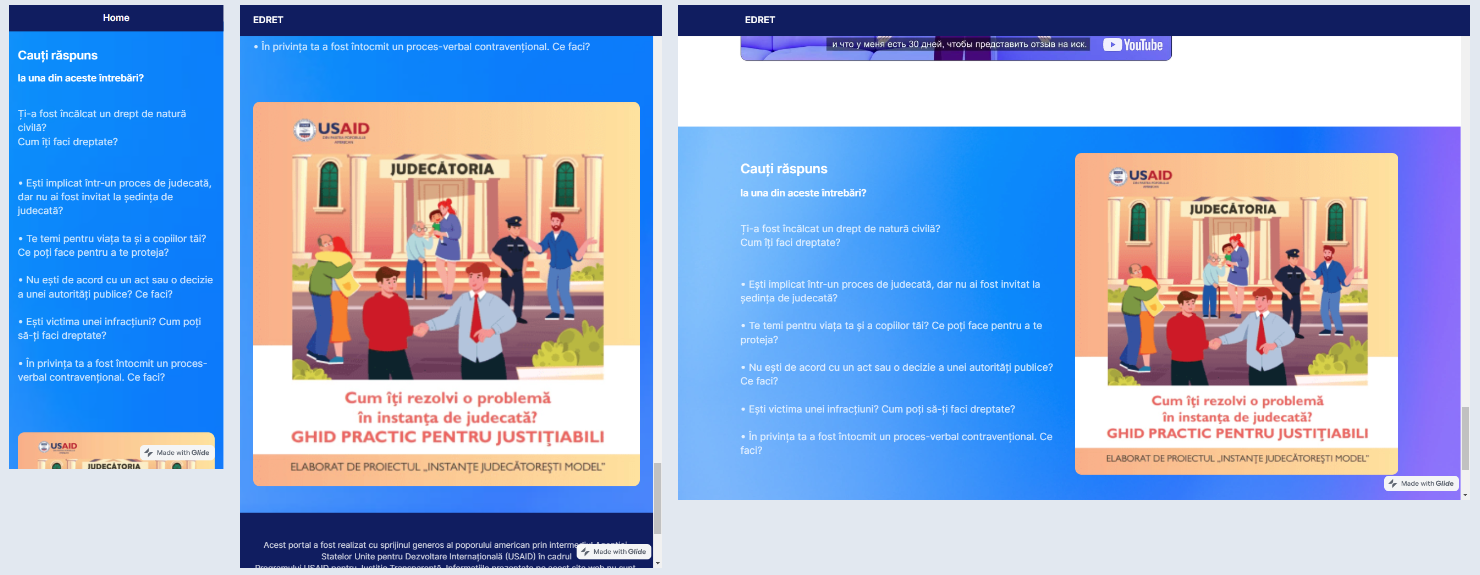 Home
Cauți răspuns
la una din aceste întrebări?
Ți-a fost încălcat un drept de natură
civilă?
Cum îți faci dreptate?
• Ești implicat într-un proces de judecată,
dar nu ai fost invitat la ședința de
judecată?
• Te temi pentru viața ta și a copiilor tăi?
Ce poți face pentru a te proteja?
• Nu ești de acord cu un act sau o decizie
a unei autorități publice? Ce faci?
• Ești victima unei infracțiuni? Cum poți
să-ți faci dreptate?
• În privința ta a fost întocmit un proces-
verbal contravențional. Ce faci?
USAID
JUDECĂTORIA
Made with Glide
EDRET
• În privința ta a fost întocmit un proces-verbal contravențional. Ce faci?
USAID
DIN PARTEA POPORULUI
AMERICAN
JUDECĂTORIA
Cum îți rezolvi o problemă
în instanța de judecată?
GHID PRACTIC PENTRU JUSTIȚIABILI
ELABORAT DE PROIECTUL „INSTANȚE JUDECĂTOREȘTI MODEL”
Acest portal a fost realizat cu sprijinul generos al poporului american prin
Statelor Unite pentru Dezvoltare Internațională (USAID) în cadrul
Programului USAID pentru Justiție Transparentă. Informațiile prezentate pe acest site web nu sunt
Made with Glide
EDRET
и что у меня есть 30 дней, чтобы представить отзыв на иск.
YouTube
Cauți răspuns
la una din aceste întrebări?
Ți-a fost încălcat un drept de natură civilă?
Cum îți faci dreptate?
• Ești implicat într-un proces de judecată, dar nu ai fost invitat la
ședința de judecată?
• Te temi pentru viața ta și a copiilor tăi? Ce poți face pentru a te
proteja?
• Nu ești de acord cu un act sau o decizie a unei autorități publice?
Ce faci?
• Ești victima unei infracțiuni? Cum poți să-ți faci dreptate?
• În privința ta a fost întocmit un proces-verbal contravențional. Ce
faci?
USAID
JUDECĂTORIA
Cum îți rezolvi o problemă
în instanța de judecată?
GHID PRACTIC PENTRU JUSTIȚIABILI
ELABORAT DE PROIECTUL „INSTANȚE JUDECĂTOREȘTI MODEL”
Made with Glide